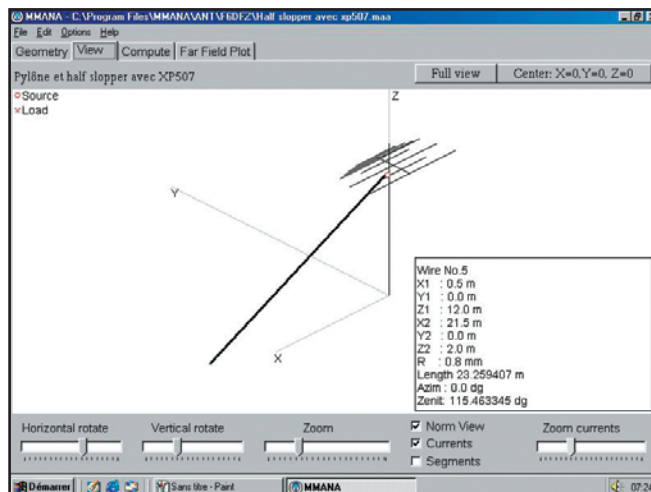 MMANA - C:\Program Files\MMANA\ANT\F6DFZ\Half slopper avec xp507.maa
File Edit Options Help
Geometry View Compute Far Field Plot
Pylône et half slopper avec XP507
Full view Center: X=0,Y=0, Z=0
Source
Load
Z
Y
X
Wire No.5
X1 : 0.5 m
Y1 : 0.0 m
Z1 : 12.0 m
X2 : 21.5 m
Y2 : 0.0 m
Z2 : 2.0 m
R : 0.8 mm
Length 23.259407 m
Azim : 0.0 dg
Zenit: 115.463345 dg
Horizontal rotate Vertical rotate Zoom Norm View Zoom currents
Currents
Segments
Démarrer Sans titre - Paint MMANA 07:24